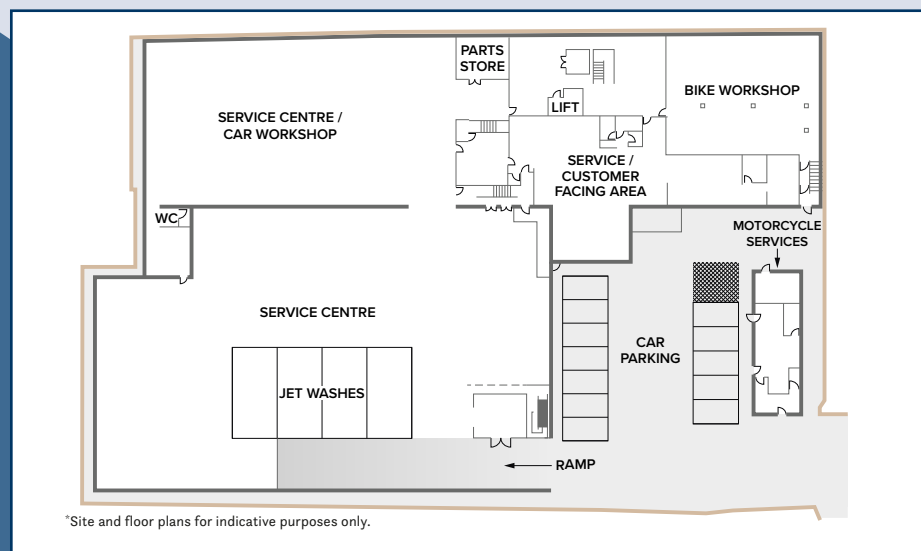 PARTS
STORE
BIKE WORKSHOP
LIFT
SERVICE CENTRE /
CAR WORKSHOP
SERVICE /
CUSTOMER
FACING AREA
WC
MOTORCYCLE
SERVICES
SERVICE CENTRE
CAR
PARKING
JET WASHES
RAMP
*Site and floor plans for indicative purposes only.